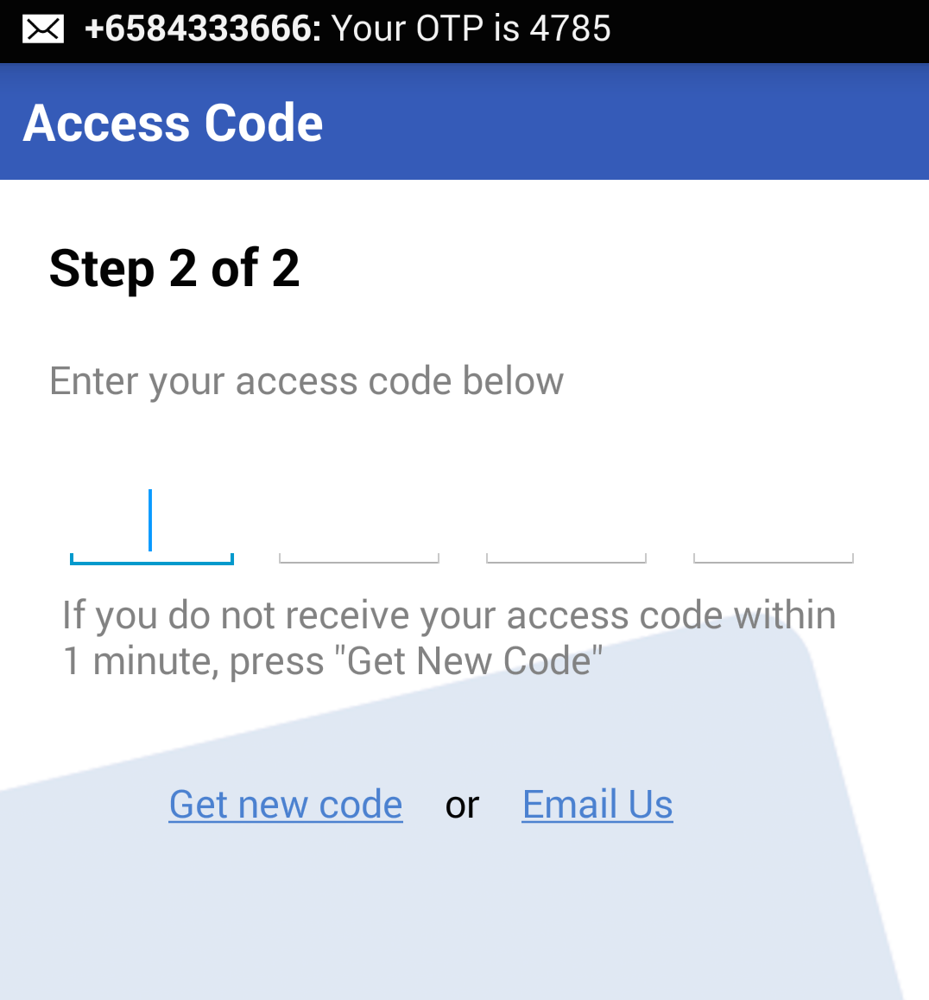 +6584333666: Your OTP is 4785
Access Code
Step 2 of 2
Enter your access code below
If you do not receive your access code within
1 minute, press "Get New Code"
Get new code or Email Us